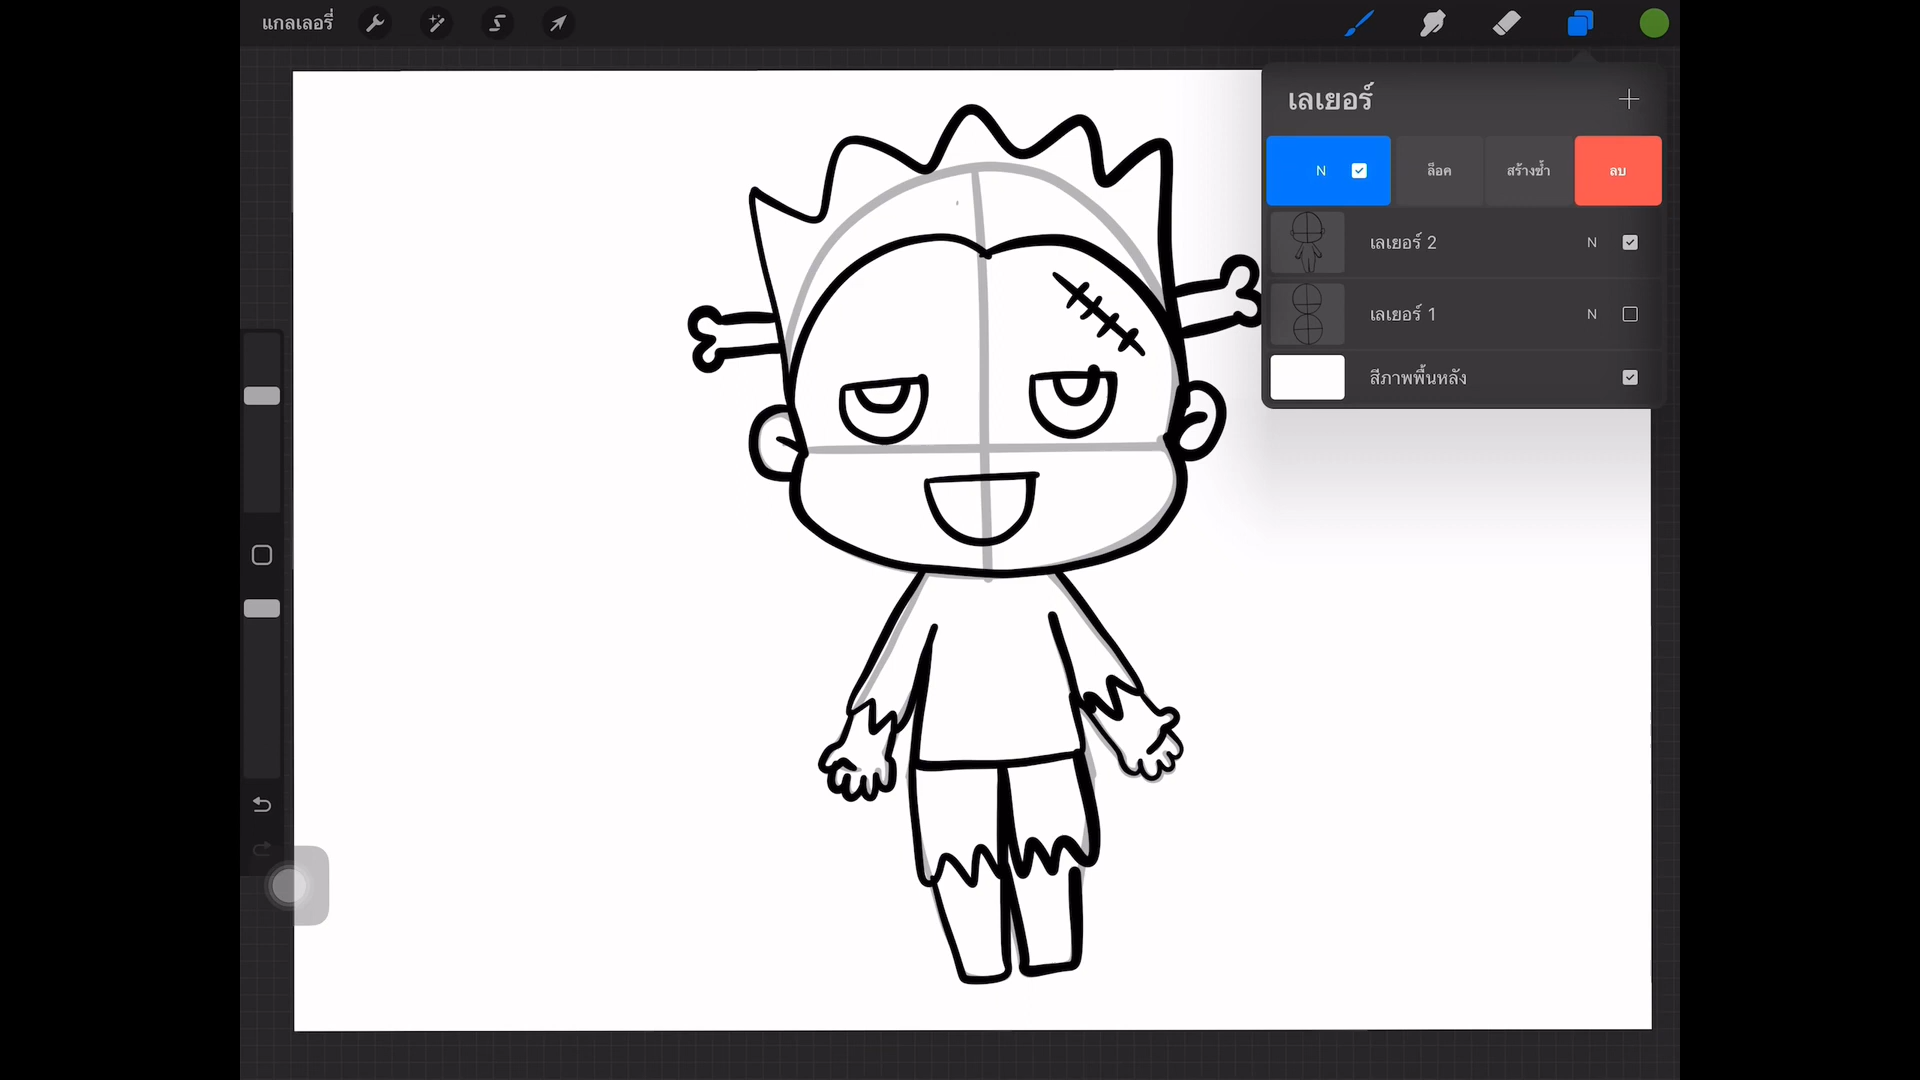 แกลเลอรี่
เลเยอร์
N ล็อค สร้างซ้ำ ลบ
เลเยอร์ 2 N
เลเยอร์ 1 N
สีภาพพื้นหลัง